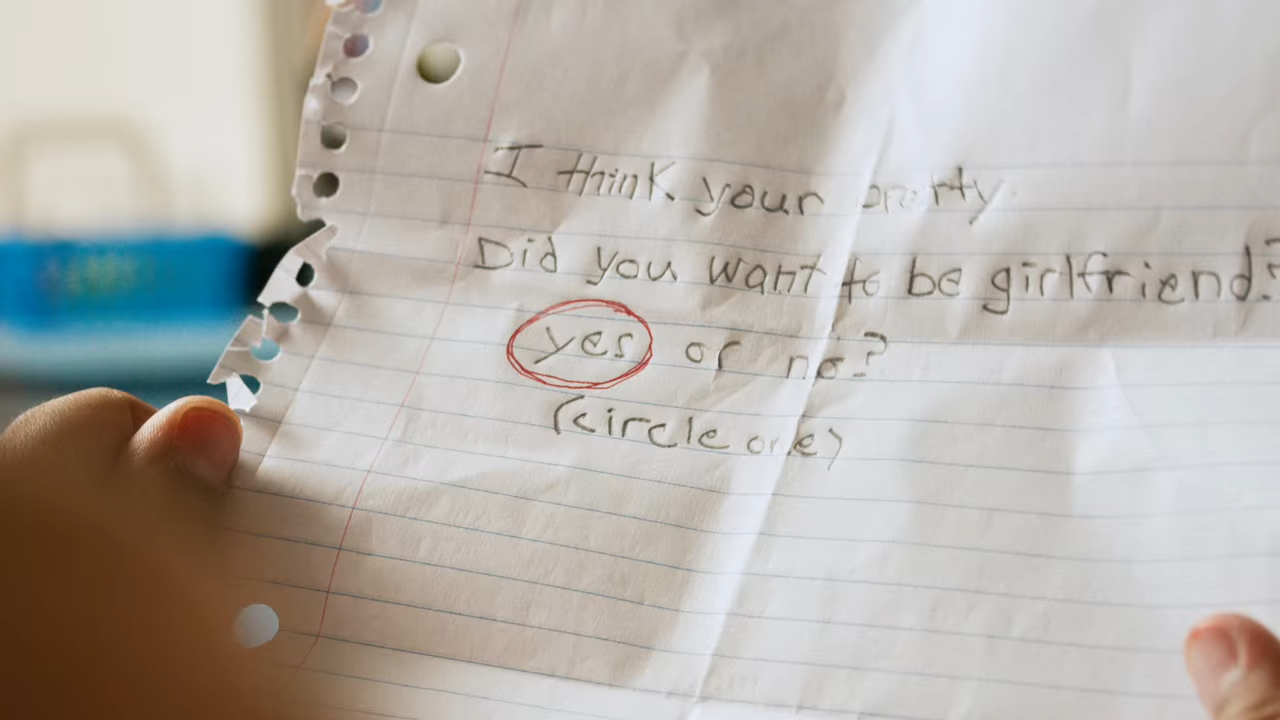 I think your pretty.
Did you want to be girlfriend?
yes or no?
(circle one)